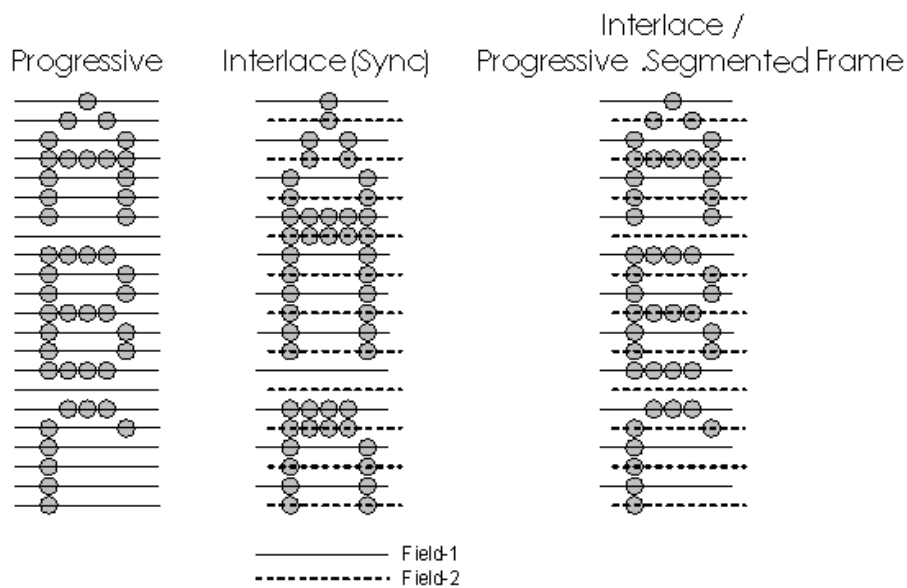 Progressive
Interlace (Sync)
Interlace /
Progressive .Segmented Frame
A
B
A
A
B
Field-1
Field-2